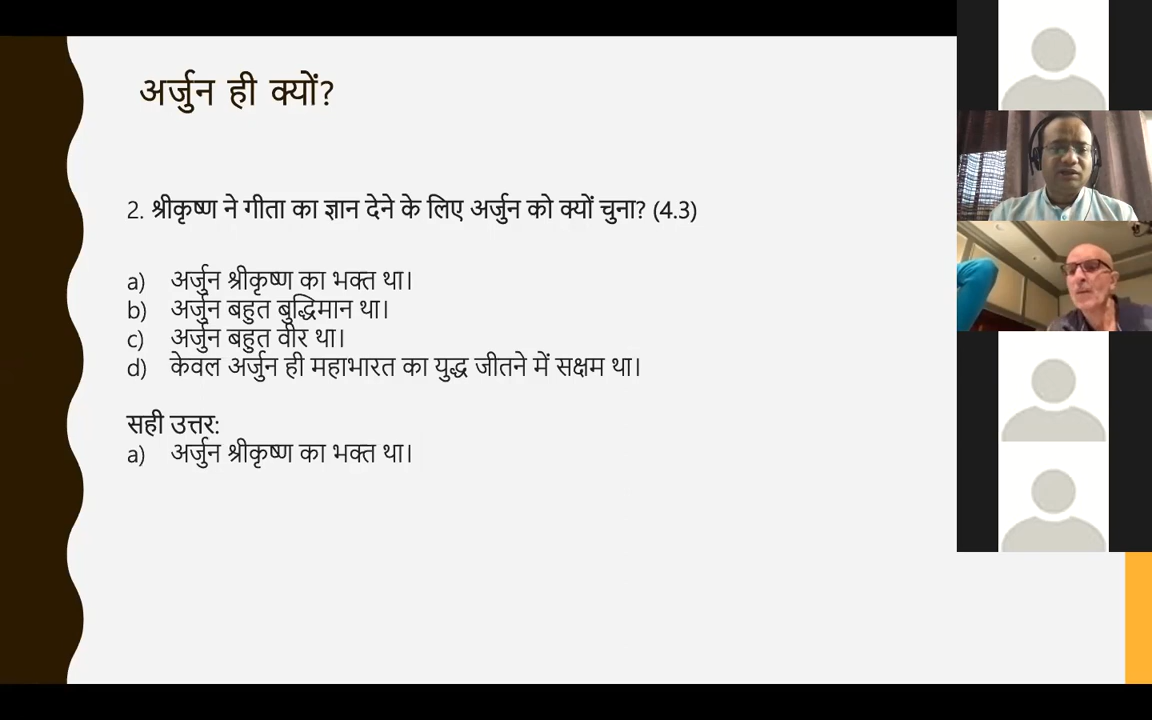 अर्जुन ही क्यों?
2. श्रीकृष्ण ने गीता का ज्ञान देने के लिए अर्जुन को क्यों चुना? (4.3)
a) अर्जुन श्रीकृष्ण का भक्त था।
b) अर्जुन बहुत बुद्धिमान था।
c) अर्जुन बहुत वीर था।
d) केवल अर्जुन ही महाभारत का युद्ध जीतने में सक्षम था।
सही उत्तर:
a) अर्जुन श्रीकृष्ण का भक्त था।